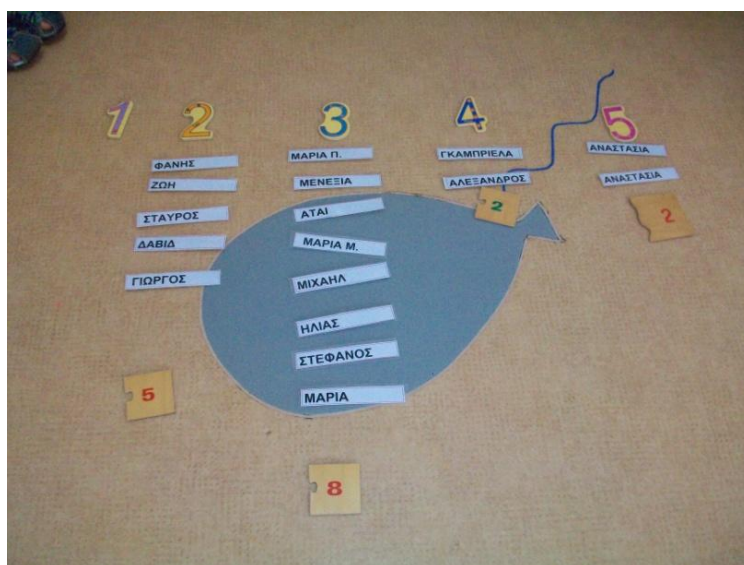 1 2 3 4 5
ΦΑΝΗΣ
ΖΩΗ
ΣΤΑΥΡΟΣ
ΔΑΒΙΔ
ΓΙΩΡΓΟΣ
5
ΜΑΡΙΑ Π.
ΜΕΝΕΞΙΑ
ΑΤΑΙ
ΜΑΡΙΑ Μ.
ΜΙΧΑΗΛ
ΗΛΙΑΣ
ΣΤΕΦΑΝΟΣ
ΜΑΡΙΑ
8
ΓΚΑΜΠΡΙΕΛΑ
ΑΛΕΞΑΝΔΡΟΣ
2
ΑΝΑΣΤΑΣΙΑ
ΑΝΑΣΤΑΣΙΑ
2